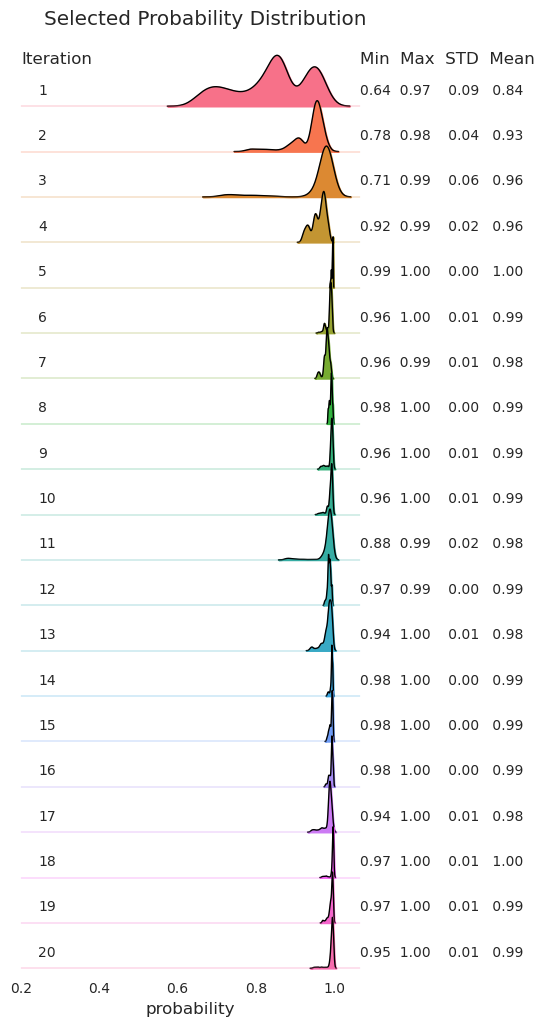 Selected Probability Distribution
Iteration Min Max STD Mean
1 0.64 0.97 0.09 0.84
2 0.78 0.98 0.04 0.93
3 0.71 0.99 0.06 0.96
4 0.92 0.99 0.02 0.96
5 0.99 1.00 0.00 1.00
6 0.96 1.00 0.01 0.99
7 0.96 0.99 0.01 0.98
8 0.98 1.00 0.00 0.99
9 0.96 1.00 0.01 0.99
10 0.96 1.00 0.01 0.99
11 0.88 0.99 0.02 0.98
12 0.97 0.99 0.00 0.99
13 0.94 1.00 0.01 0.98
14 0.98 1.00 0.00 0.99
15 0.98 1.00 0.00 0.99
16 0.98 1.00 0.00 0.99
17 0.94 1.00 0.01 0.98
18 0.97 1.00 0.01 1.00
19 0.97 1.00 0.01 0.99
20 0.95 1.00 0.01 0.99
0.2 0.4 0.6 0.8 1.0
probability